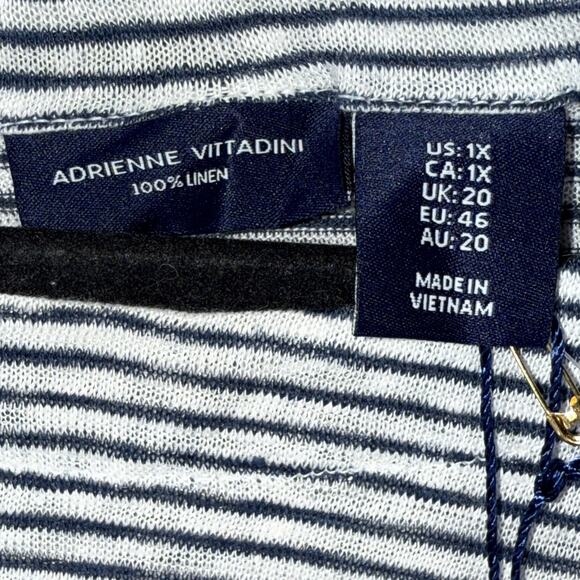 ADRIENNE VITTADINI
100% LINEN
US: 1X
CA: 1X
UK: 20
EU: 46
AU: 20
MADE IN
VIETNAM